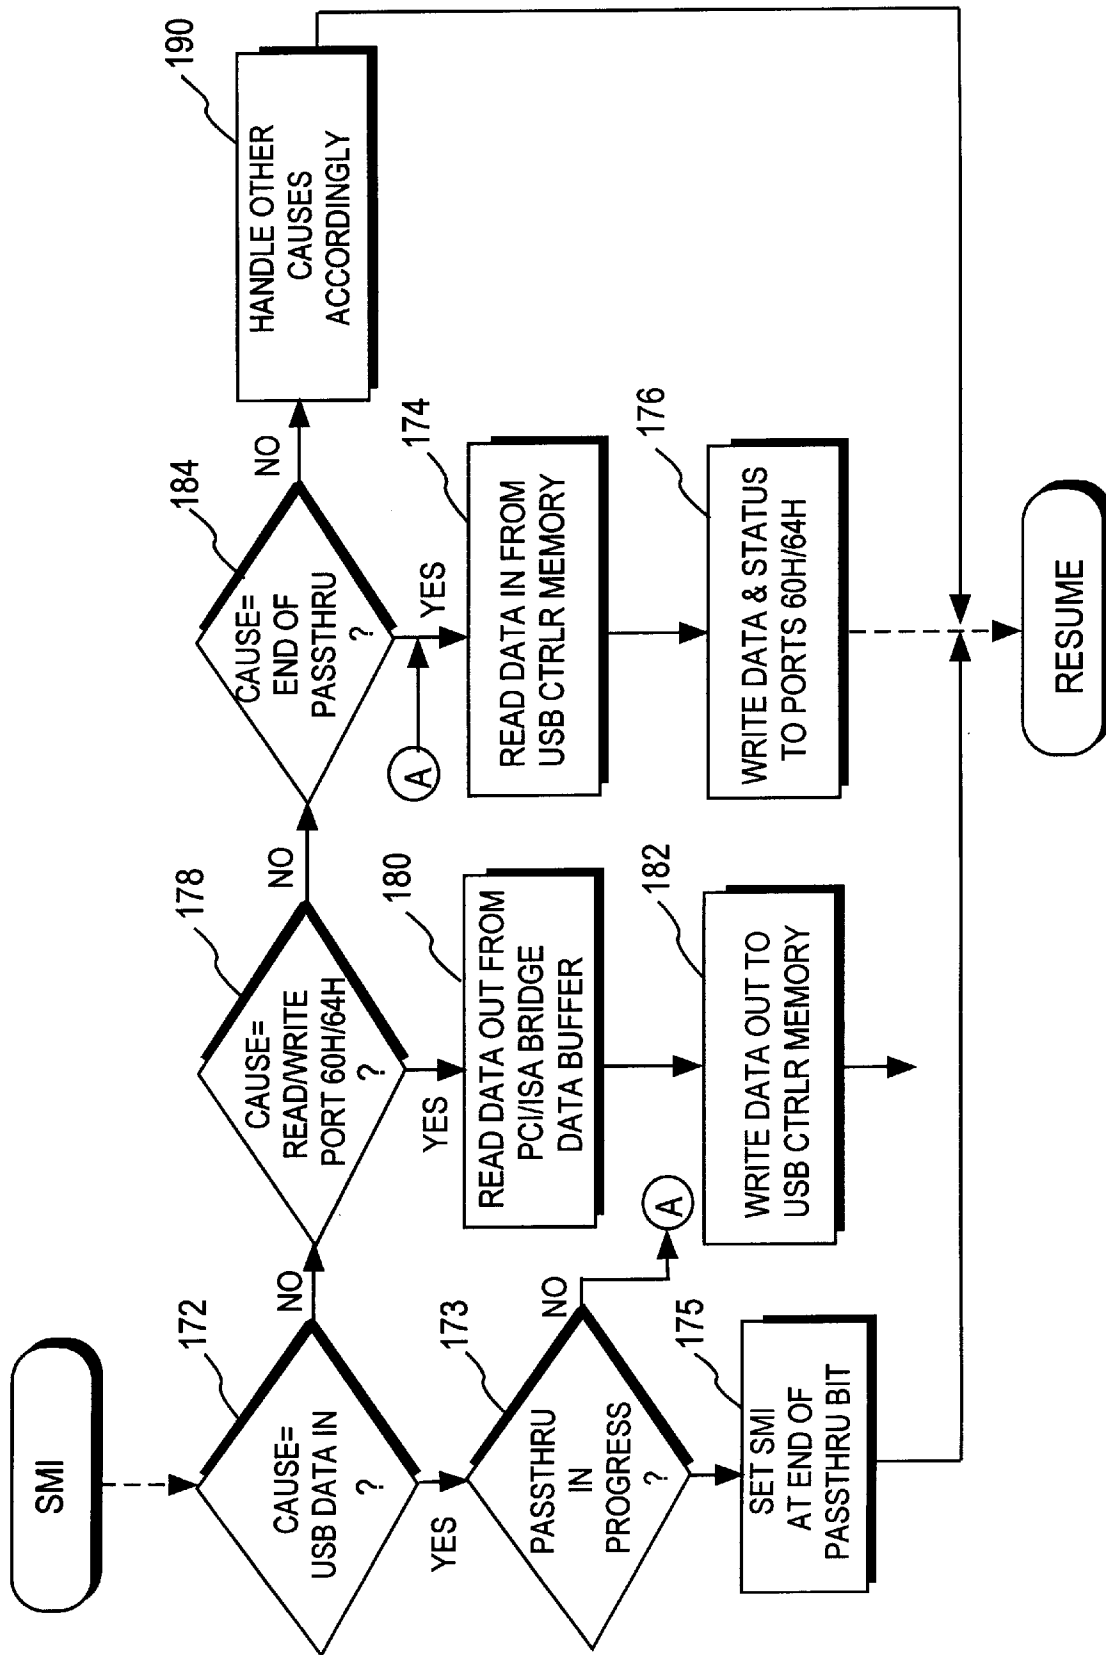 SMI
172
CAUSE=
USB DATA IN
?
NO
YES
173
PASSTHRU
IN
PROGRESS
?
NO
A
175
SET SMI
AT END OF
PASSTHRU BIT
178
CAUSE=
READ/WRITE
PORT 60H/64H
?
NO
YES
180
READ DATA OUT FROM
PCI/ISA BRIDGE
DATA BUFFER
182
WRITE DATA OUT TO
USB CTRLR MEMORY
184
CAUSE=
END OF
PASSTHRU
?
NO
YES
A
174
READ DATA IN FROM
USB CTRLR MEMORY
176
WRITE DATA & STATUS
TO PORTS 60H/64H
190
HANDLE OTHER
CAUSES
ACCORDINGLY
RESUME